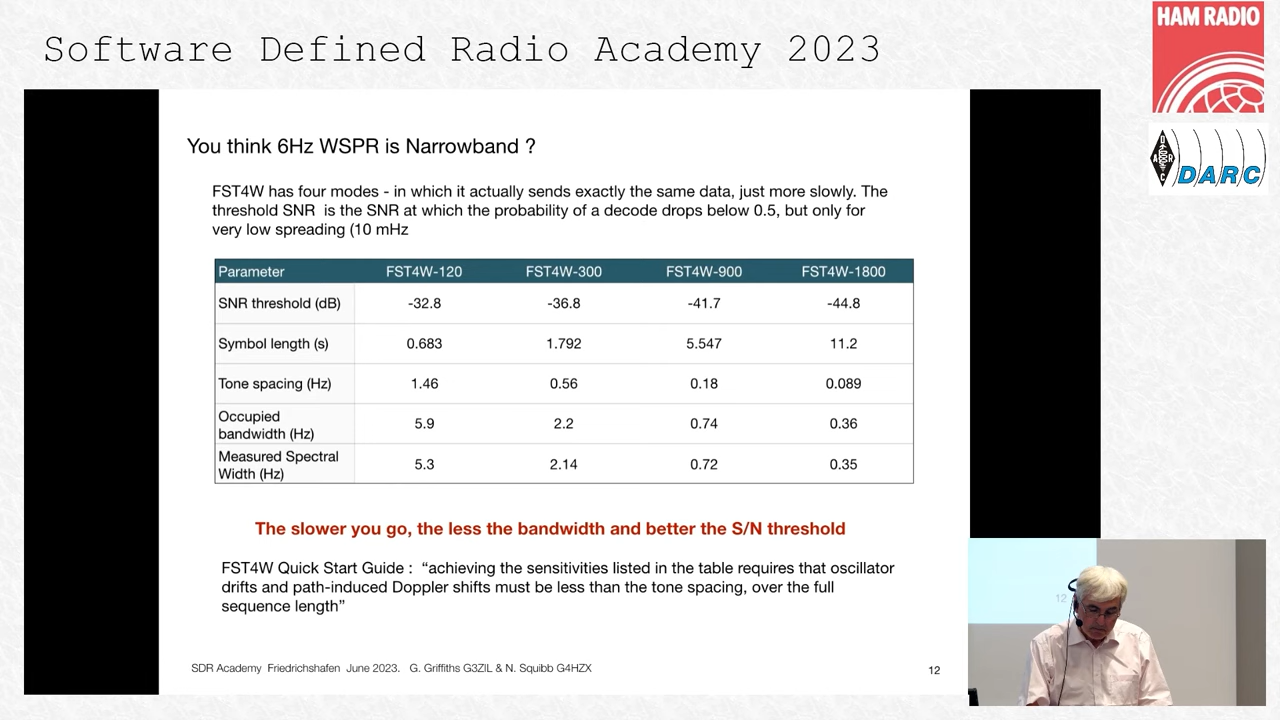 Software Defined Radio Academy 2023
HAM RADIO
DARC
You think 6Hz WSPR is Narrowband ?
FST4W has four modes - in which it actually sends exactly the same data, just more slowly. The
threshold SNR is the SNR at which the probability of a decode drops below 0.5, but only for
very low spreading (10 mHz
Parameter FST4W-120 FST4W-300 FST4W-900 FST4W-1800
SNR threshold (dB) -32.8 -36.8 -41.7 -44.8
Symbol length (s) 0.683 1.792 5.547 11.2
Tone spacing (Hz) 1.46 0.56 0.18 0.089
Occupied
bandwidth (Hz) 5.9 2.2 0.74 0.36
Measured Spectral
Width (Hz) 5.3 2.14 0.72 0.35
The slower you go, the less the bandwidth and better the S/N threshold
FST4W Quick Start Guide : “achieving the sensitivities listed in the table requires that oscillator
drifts and path-induced Doppler shifts must be less than the tone spacing, over the full
sequence length”
SDR Academy Friedrichshafen June 2023. G. Griffiths G3ZIL & N. Squibb G4HZX
12
12